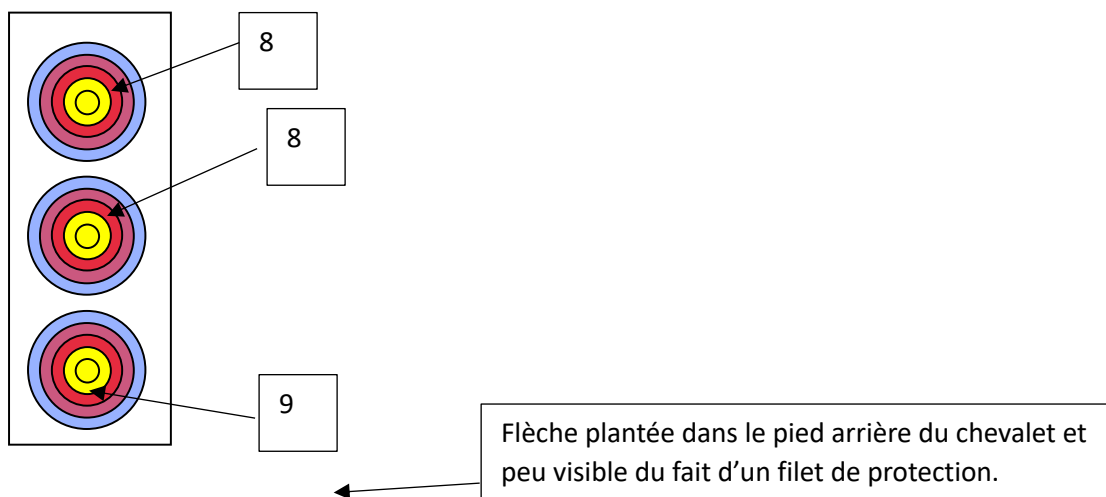 8
8
9
Flèche plantée dans le pied arrière du chevalet et
peu visible du fait d’un filet de protection.